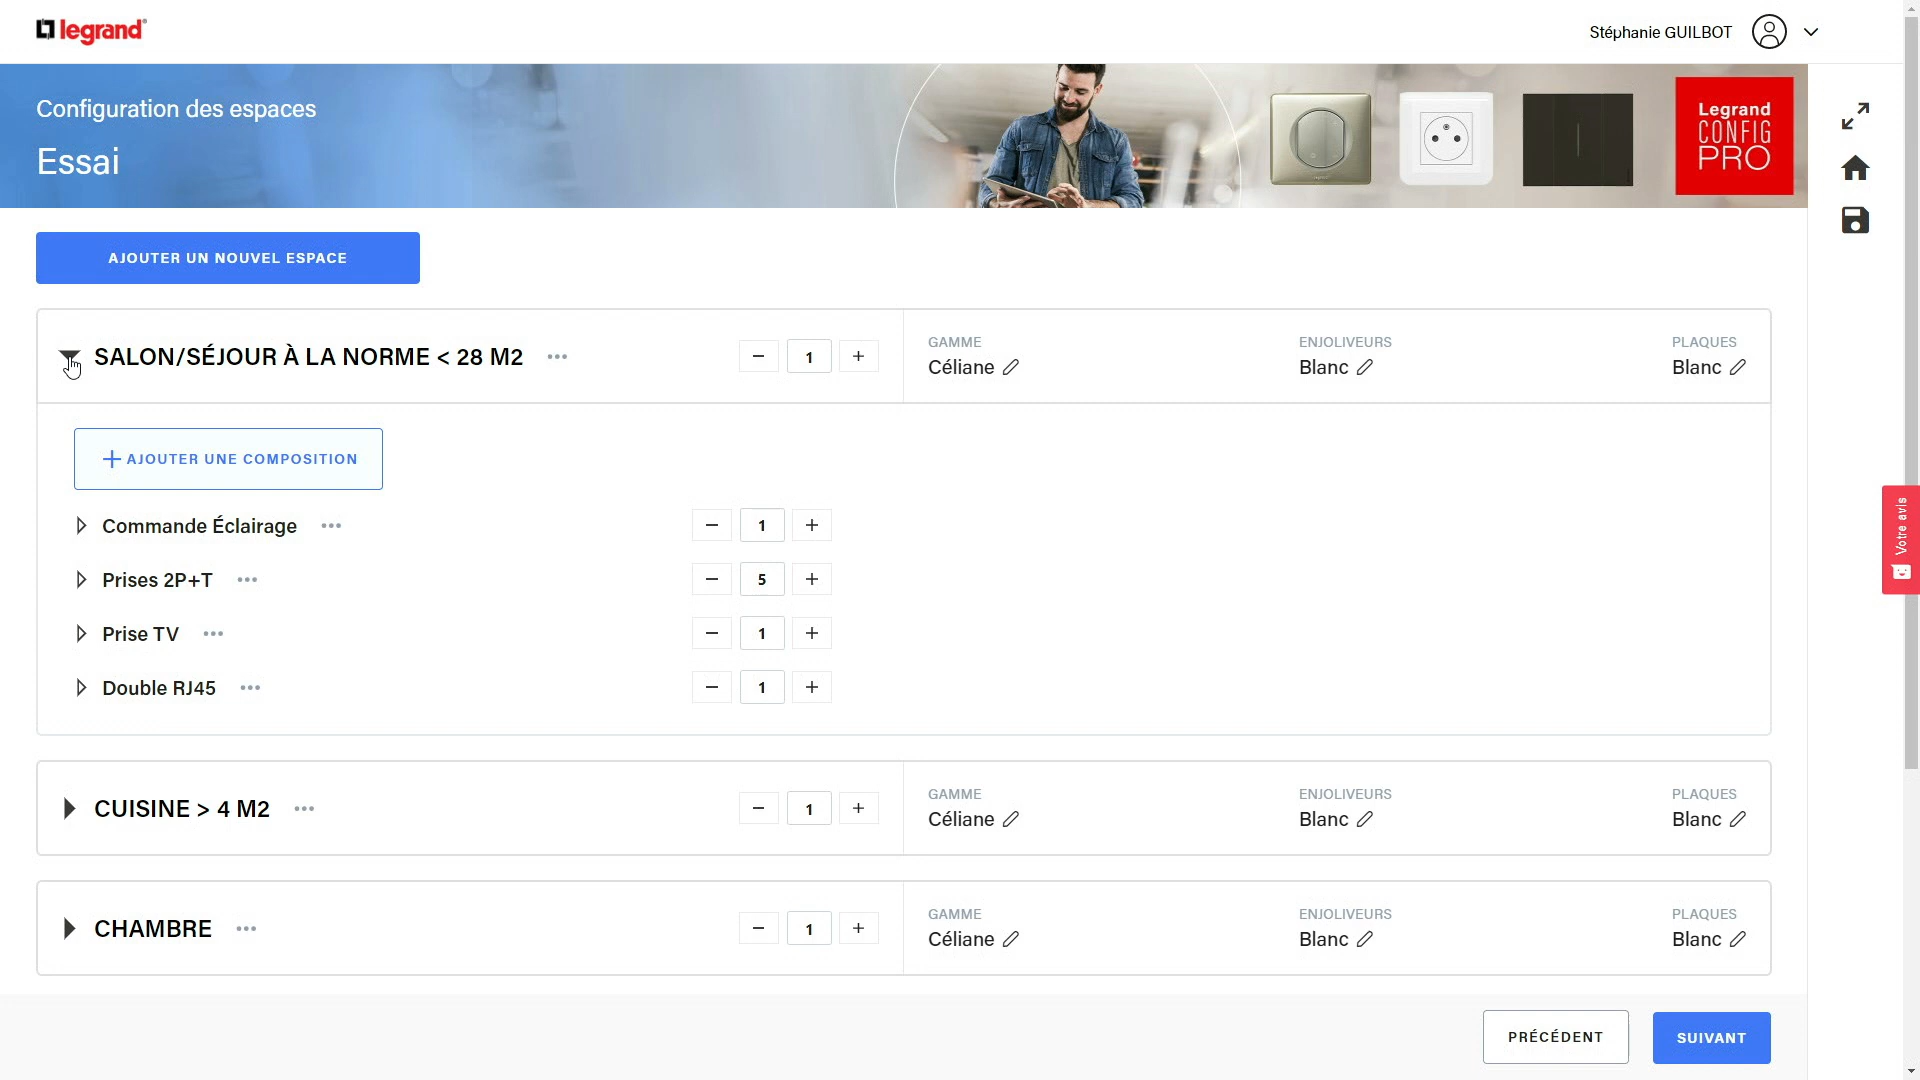 legrand
Stéphanie GUILBOT
Configuration des espaces
Essai
Legrand
CONFIG
PRO
AJOUTER UN NOUVEL ESPACE
SALON/SÉJOUR À LA NORME < 28 M2 ... − 1 +
GAMME ENJOLIVEURS PLAQUES
Céliane Blanc Blanc
+ AJOUTER UNE COMPOSITION
Commande Éclairage ... − 1 +
Prises 2P+T ... − 5 +
Prise TV ... − 1 +
Double RJ45 ... − 1 +
Votre avis
CUISINE > 4 M2 ... − 1 +
GAMME ENJOLIVEURS PLAQUES
Céliane Blanc Blanc
CHAMBRE ... − 1 +
GAMME ENJOLIVEURS PLAQUES
Céliane Blanc Blanc
PRÉCÉDENT SUIVANT